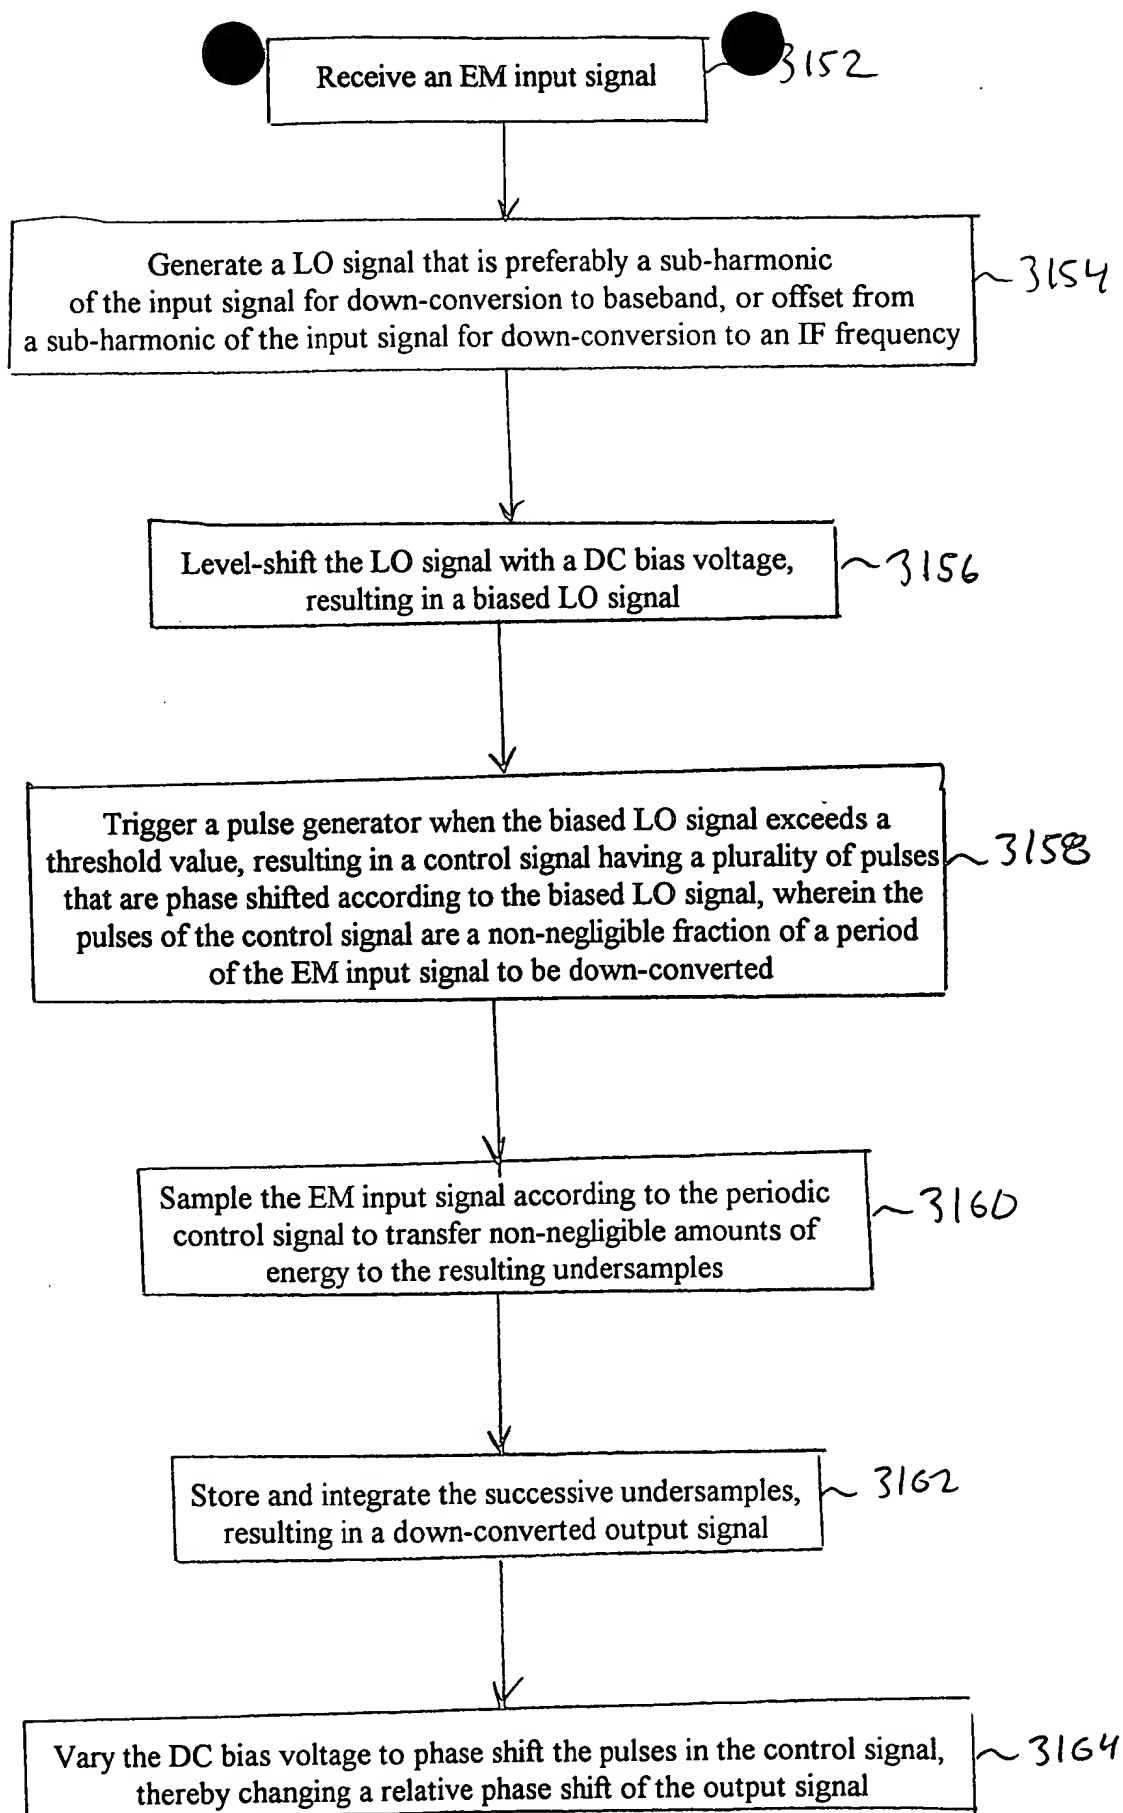 Receive an EM input signal
3152
Generate a LO signal that is preferably a sub-harmonic
of the input signal for down-conversion to baseband, or offset from
a sub-harmonic of the input signal for down-conversion to an IF frequency
3154
Level-shift the LO signal with a DC bias voltage,
resulting in a biased LO signal
3156
Trigger a pulse generator when the biased LO signal exceeds a
threshold value, resulting in a control signal having a plurality of pulses
that are phase shifted according to the biased LO signal, wherein the
pulses of the control signal are a non-negligible fraction of a period
of the EM input signal to be down-converted
3158
Sample the EM input signal according to the periodic
control signal to transfer non-negligible amounts of
energy to the resulting undersamples
3160
Store and integrate the successive undersamples,
resulting in a down-converted output signal
3162
Vary the DC bias voltage to phase shift the pulses in the control signal,
thereby changing a relative phase shift of the output signal
3164